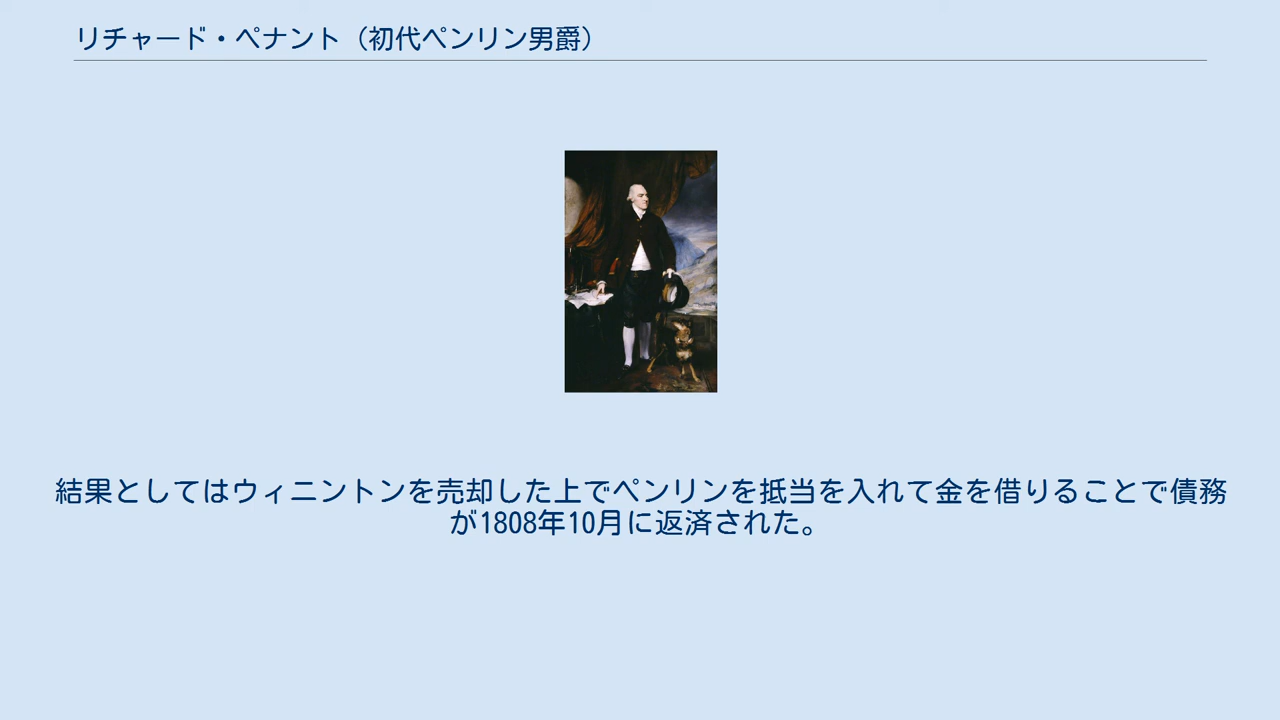 リチャード・ペナント（初代ペンリン男爵）
結果としてはウィニントンを売却した上でペンリンを抵当を入れて金を借りることで債務
が1808年10月に返済された。